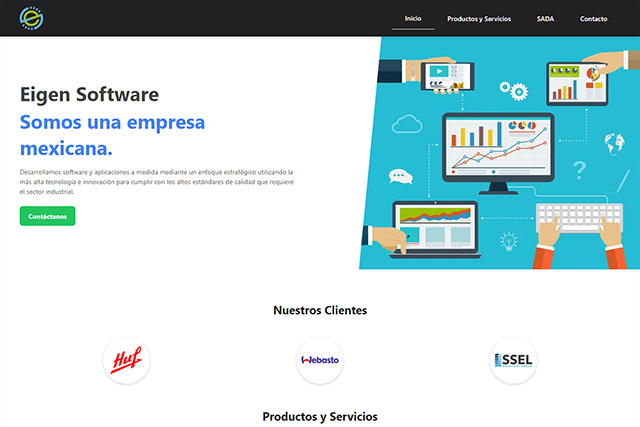 Inicio Productos y Servicios SADA Contacto
Eigen Software
Somos una empresa
mexicana.
Desarrollamos software y aplicaciones a medida mediante un enfoque estratégico utilizando la
más alta tecnología e innovación para cumplir con los altos estándares de calidad que requiere
el sector industrial.
Contáctanos
Nuestros Clientes
Huf
Webasto
SSEL
Productos y Servicios